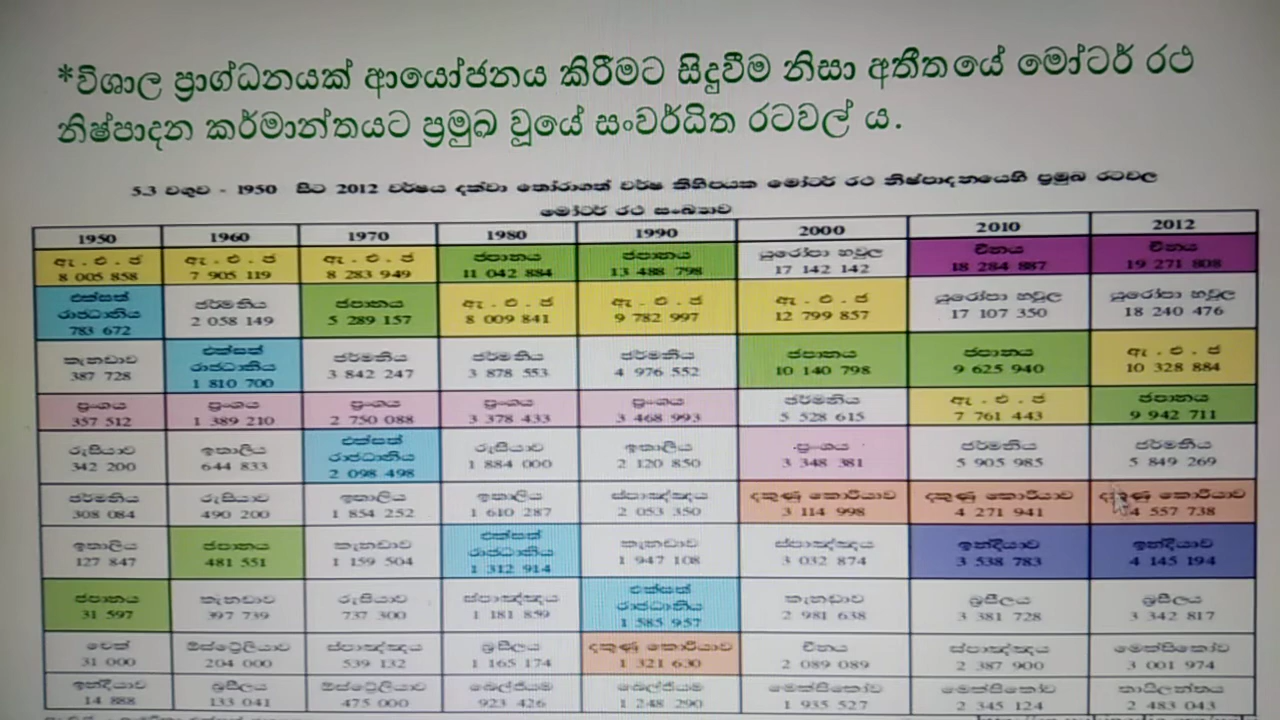 *විශාල ප්‍රාග්ධනයක් ආයෝජනය කිරීමට සිදුවීම නිසා අතීතයේ මෝටර් රථ
නිෂ්පාදන කර්මාන්තයට ප්‍රමුඛ වූයේ සංවර්ධිත රටවල් ය.
5.3 වගුව - 1950 සිට 2012 වර්ෂය දක්වා තෝරාගත් වර්ෂ කිහිපයක මෝටර් රථ නිෂ්පාදනයෙහි ප්‍රමුඛ රටවල
මෝටර් රථ සංඛ්‍යාව
1950 1960 1970 1980 1990 2000 2010 2012
ඇ . එ . ජ ඇ . එ . ජ ඇ . එ . ජ ජපානය ජපානය යුරෝපා හවුල චීනය චීනය
8 005 858 7 905 119 8 283 949 11 042 884 13 488 798 17 142 142 18 284 887 19 271 808
එක්සත් රාජධානිය ජර්මනිය ජපානය ඇ . එ . ජ ඇ . එ . ජ ඇ . එ . ජ යුරෝපා හවුල යුරෝපා හවුල
783 672 2 058 149 5 289 157 8 009 841 9 782 997 12 799 857 17 107 350 18 240 476
කැනඩාව එක්සත් රාජධානිය ජර්මනිය ජර්මනිය ජර්මනිය ජපානය ජපානය ඇ . එ . ජ
387 728 1 810 700 3 842 247 3 878 553 4 976 552 10 140 798 9 625 940 10 328 884
ප්‍රංශය ප්‍රංශය ප්‍රංශය ප්‍රංශය ප්‍රංශය ජර්මනිය ඇ . එ . ජ ජපානය
357 512 1 389 210 2 750 088 3 378 433 3 468 993 5 528 615 7 761 443 9 942 711
රුසියාව ඉතාලිය එක්සත් රාජධානිය රුසියාව ඉතාලිය ප්‍රංශය ජර්මනිය ජර්මනිය
342 200 644 833 2 098 498 1 884 000 2 120 850 3 348 381 5 905 985 5 849 269
ජර්මනිය රුසියාව ඉතාලිය ඉතාලිය ස්පාඤ්ඤය දකුණු කොරියාව දකුණු කොරියාව දකුණු කොරියාව
308 084 490 200 1 854 252 1 610 287 2 053 350 3 114 998 4 271 941 4 557 738
ඉතාලිය ජපානය කැනඩාව එක්සත් රාජධානිය කැනඩාව ස්පාඤ්ඤය ඉන්දියාව ඉන්දියාව
127 847 481 551 1 159 504 1 312 914 1 947 108 3 032 874 3 538 783 4 145 194
ජපානය කැනඩාව රුසියාව ස්පාඤ්ඤය එක්සත් රාජධානිය කැනඩාව බ්‍රසීලය බ්‍රසීලය
31 597 397 739 737 300 1 181 859 1 585 957 2 981 638 3 381 728 3 342 817
චෙක් ඕස්ට්‍රේලියාව ස්පාඤ්ඤය බ්‍රසීලය දකුණු කොරියාව චීනය ස්පාඤ්ඤය මෙක්සිකෝව
31 000 204 000 539 132 1 165 174 1 321 630 2 089 089 2 387 900 3 001 974
ඉන්දියාව බ්‍රසීලය ඕස්ට්‍රේලියාව බෙල්ජියම බෙල්ජියම මෙක්සිකෝව මෙක්සිකෝව තායිලන්තය
14 888 133 041 475 000 923 426 1 248 290 1 935 527 2 345 124 2 483 043